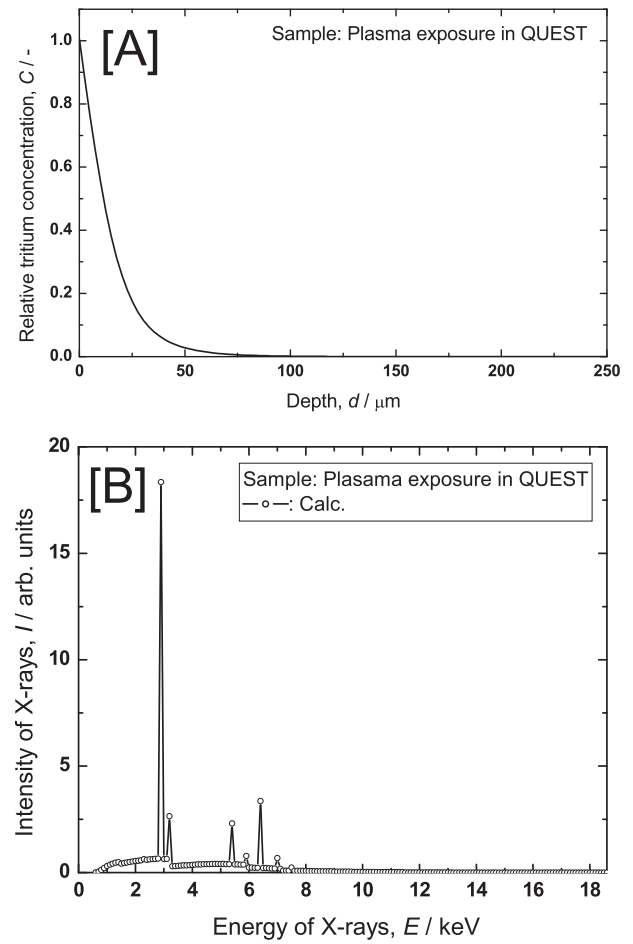 [A]
Sample: Plasma exposure in QUEST
Relative tritium concentration, C / -
1.0
0.8
0.6
0.4
0.2
0.0
0 50 100 150 200 250
Depth, d / μm
[B]
Sample: Plasama exposure in QUEST
: Calc.
Intensity of X-rays, I / arb. units
20
15
10
5
0
0 2 4 6 8 10 12 14 16 18
Energy of X-rays, E / keV